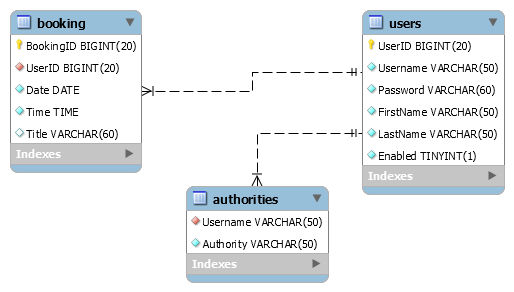 booking
BookingID BIGINT(20)
UserID BIGINT(20)
Date DATE
Time TIME
Title VARCHAR(60)
Indexes
users
UserID BIGINT(20)
Username VARCHAR(50)
Password VARCHAR(60)
FirstName VARCHAR(50)
LastName VARCHAR(50)
Enabled TINYINT(1)
Indexes
authorities
Username VARCHAR(50)
Authority VARCHAR(50)
Indexes